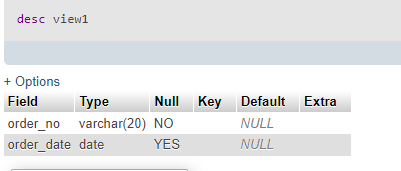 desc view1
+ Options
Field Type Null Key Default Extra
order_no varchar(20) NO NULL
order_date date YES NULL